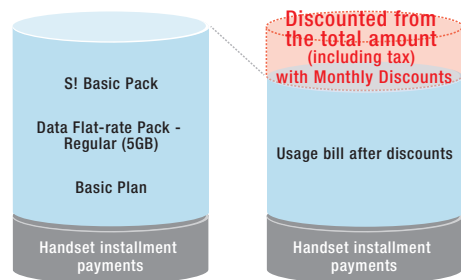 S! Basic Pack
Data Flat-rate Pack -
Regular (5GB)
Basic Plan
Handset installment
payments
Discounted from
the total amount
(including tax)
with Monthly Discounts
Usage bill after discounts
Handset installment
payments